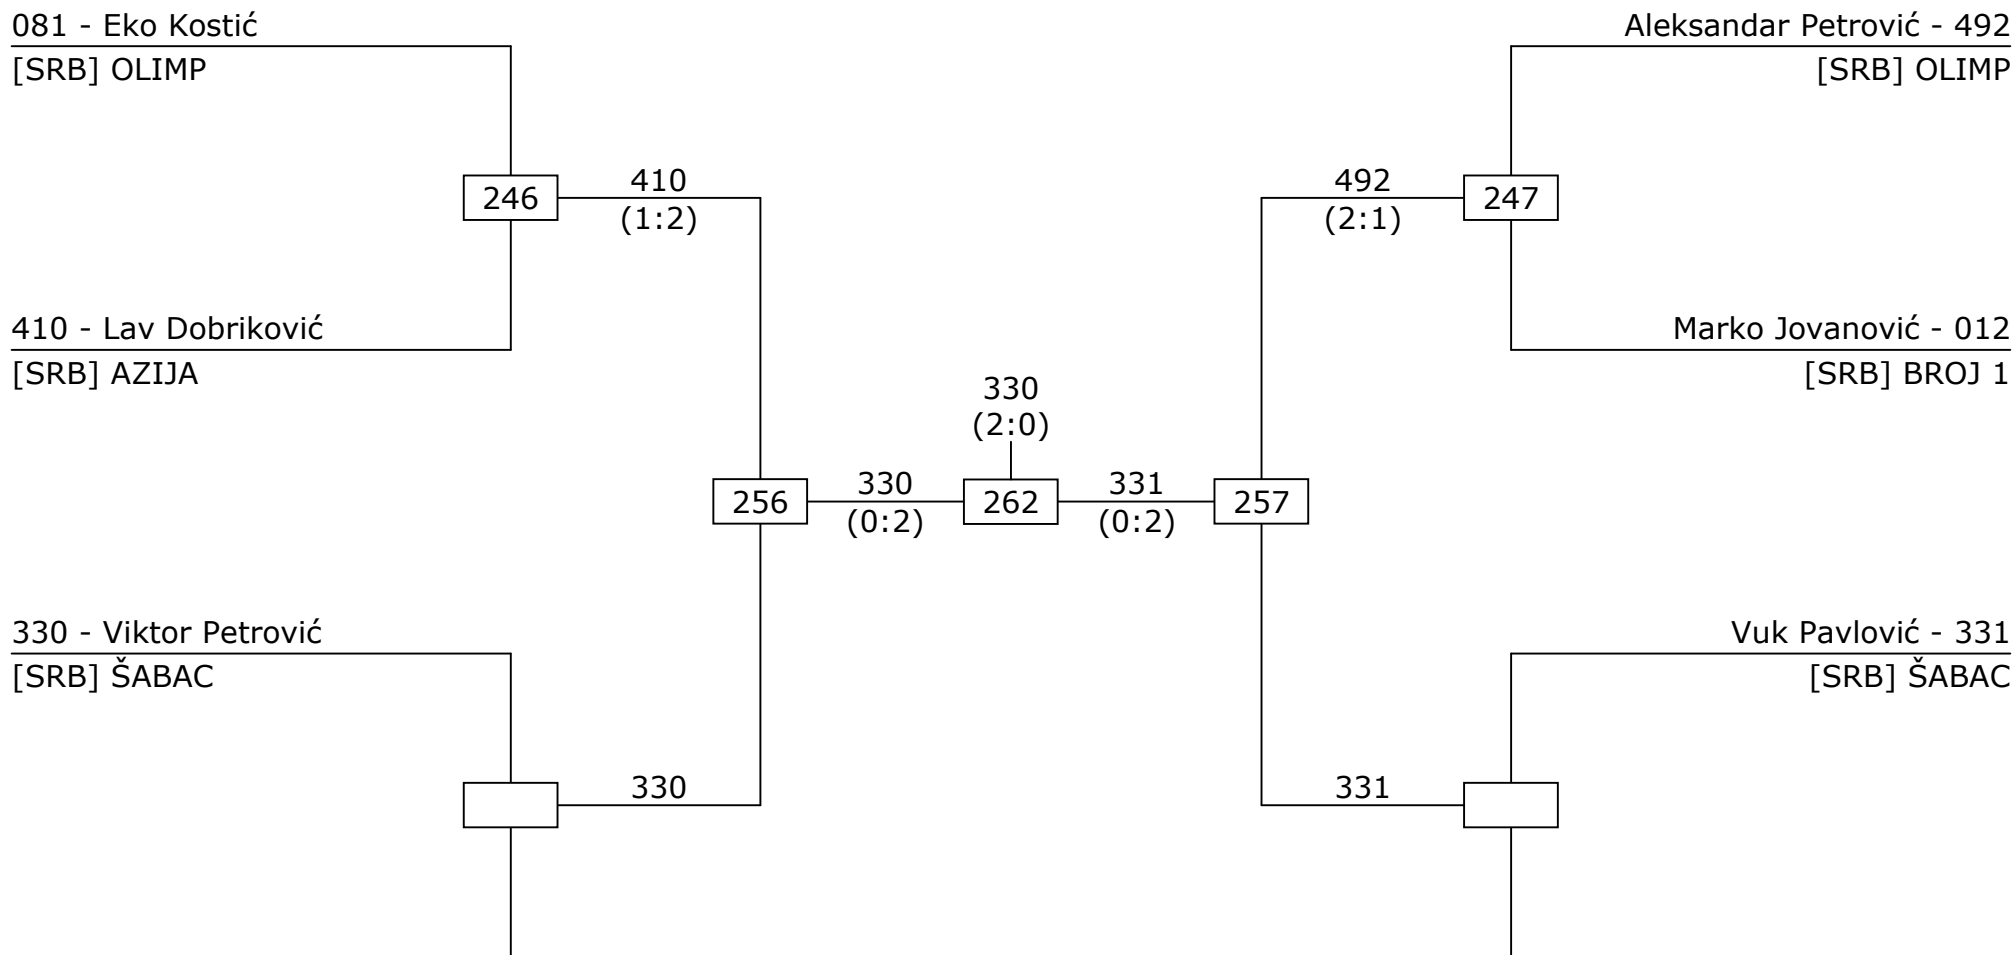 081 - Eko Kostić
[SRB] OLIMP
Aleksandar Petrović - 492
[SRB] OLIMP
246
410
(1:2)
492
(2:1)
247
410 - Lav Dobriković
[SRB] AZIJA
Marko Jovanović - 012
[SRB] BROJ 1
330
(2:0)
256
330
(0:2)
262
331
(0:2)
257
330 - Viktor Petrović
[SRB] ŠABAC
Vuk Pavlović - 331
[SRB] ŠABAC
330
331